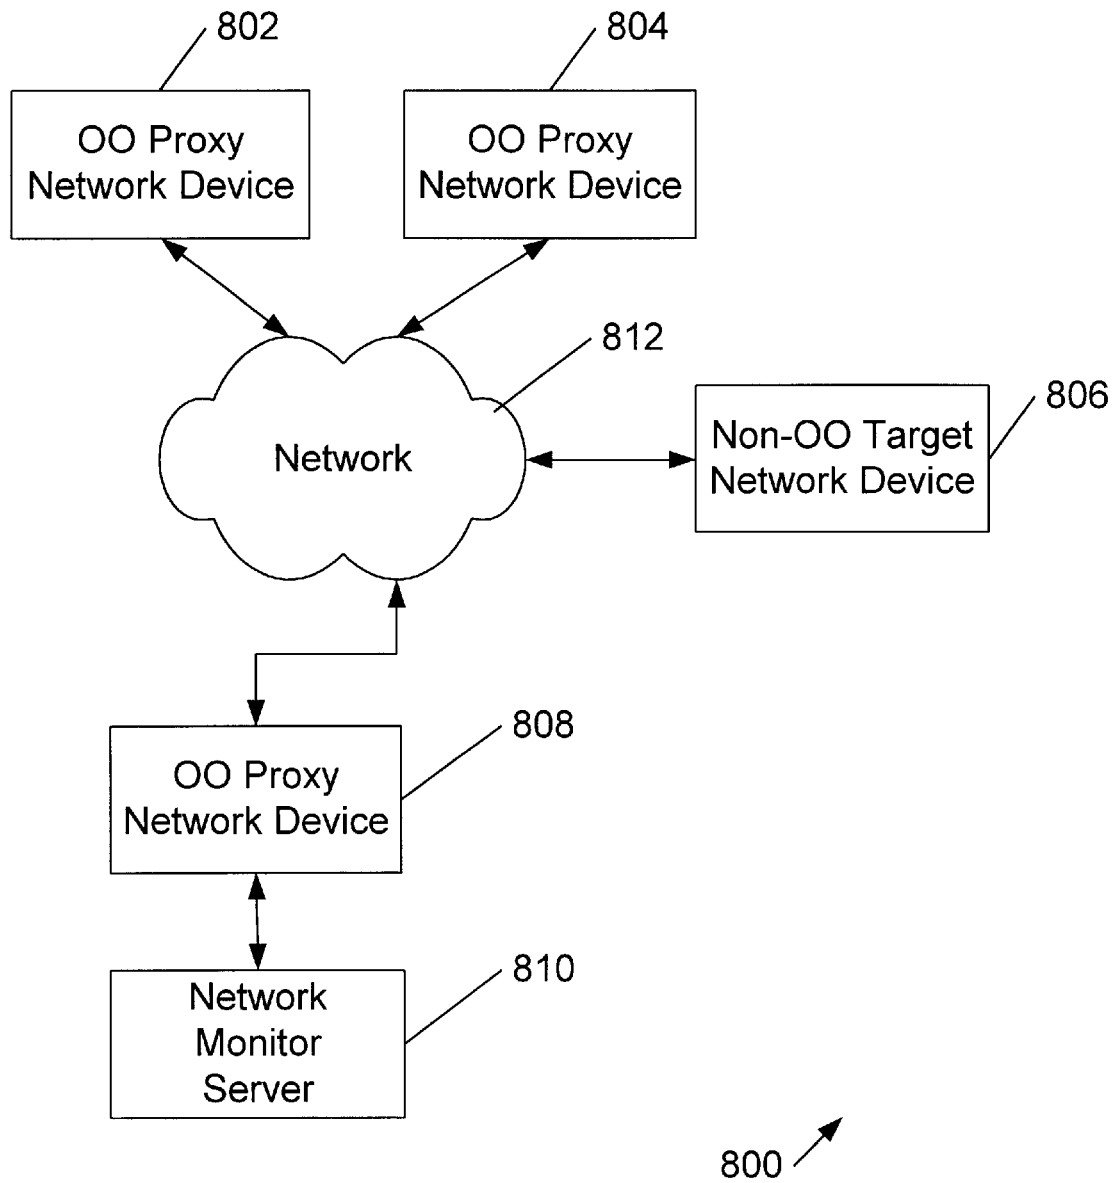 802
804
OO Proxy
Network Device
OO Proxy
Network Device
812
806
Network
Non-OO Target
Network Device
808
OO Proxy
Network Device
810
Network
Monitor
Server
800